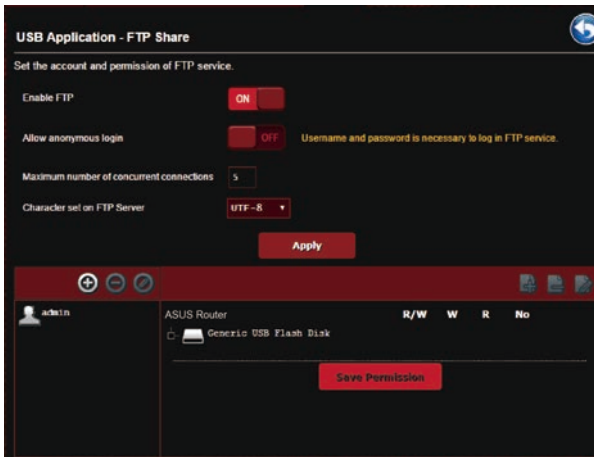 USB Application - FTP Share
Set the account and permission of FTP service.
Enable FTP ON
Allow anonymous login OFF Username and password is necessary to log in FTP service.
Maximum number of concurrent connections 5
Character set on FTP Server UTF-8
Apply
admin
ASUS Router R/W W R No
Generic USB Flash Disk
Save Permission